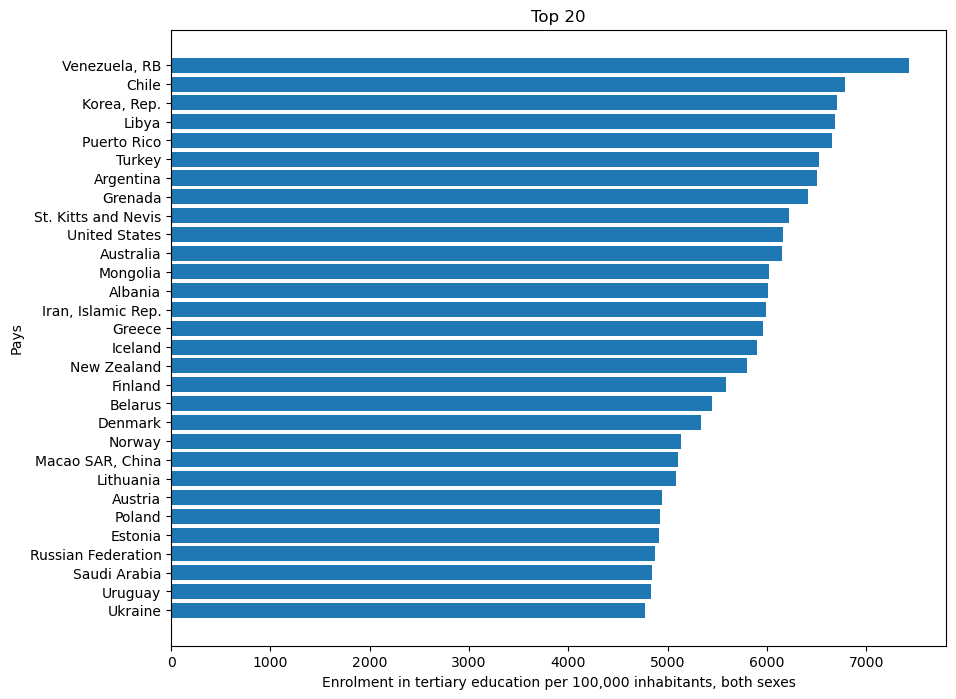 Top 20
Pays
Venezuela, RB
Chile
Korea, Rep.
Libya
Puerto Rico
Turkey
Argentina
Grenada
St. Kitts and Nevis
United States
Australia
Mongolia
Albania
Iran, Islamic Rep.
Greece
Iceland
New Zealand
Finland
Belarus
Denmark
Norway
Macao SAR, China
Lithuania
Austria
Poland
Estonia
Russian Federation
Saudi Arabia
Uruguay
Ukraine
0 1000 2000 3000 4000 5000 6000 7000
Enrolment in tertiary education per 100,000 inhabitants, both sexes